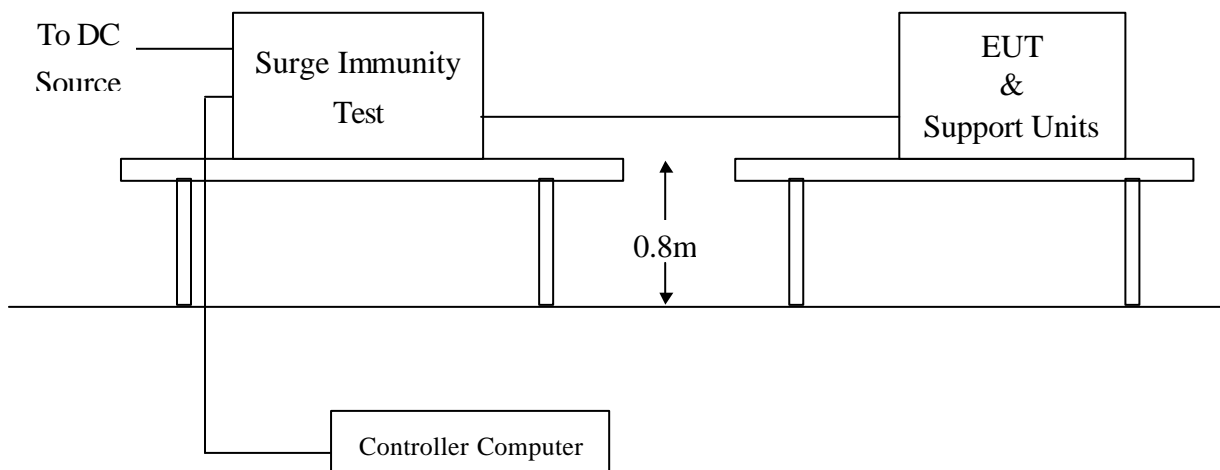 To DC
Source
Surge Immunity
Test
EUT
&
Support Units
0.8m
Controller Computer